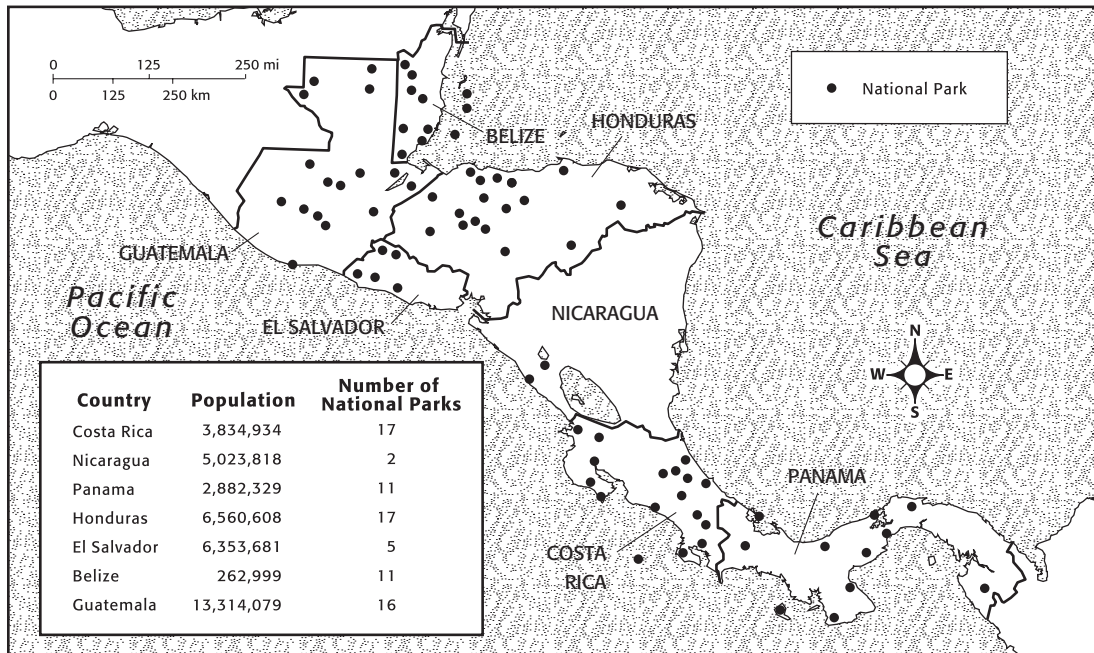 0 125 250 mi
0 125 250 km
National Park
BELIZE
HONDURAS
GUATEMALA
Caribbean
Sea
Pacific
Ocean
EL SALVADOR
NICARAGUA
N
W E
S
PANAMA
COSTA
RICA
Country Population Number of
National Parks
Costa Rica 3,834,934 17
Nicaragua 5,023,818 2
Panama 2,882,329 11
Honduras 6,560,608 17
El Salvador 6,353,681 5
Belize 262,999 11
Guatemala 13,314,079 16